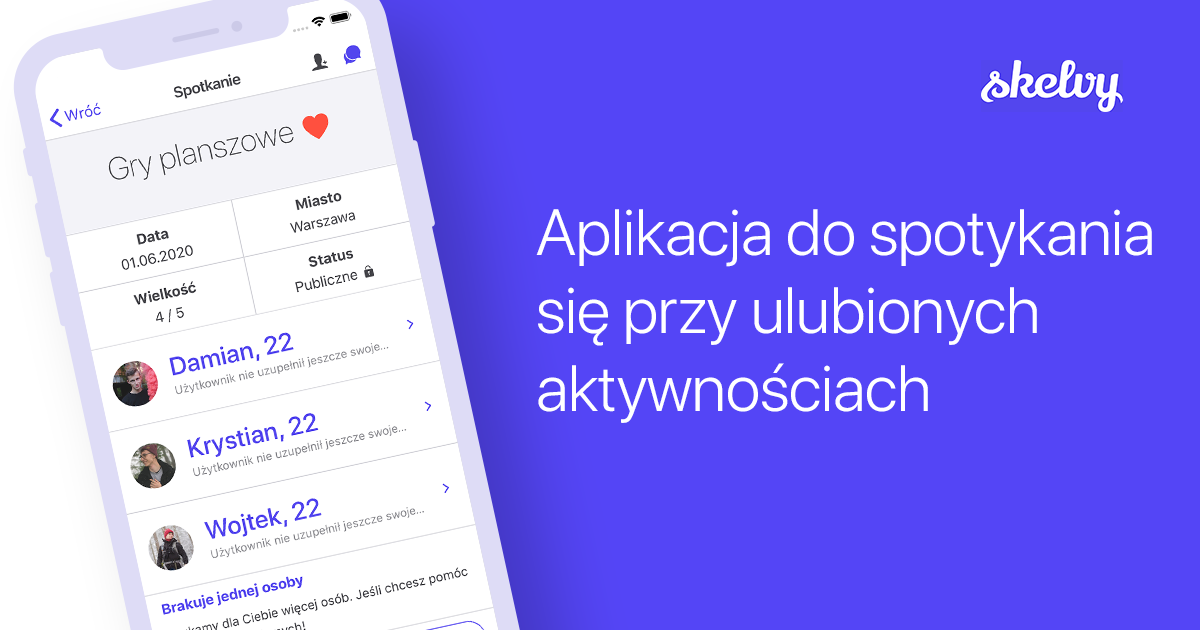 Spotkanie
Wróć
Gry planszowe ❤️
Data
01.06.2020
Miasto
Warszawa
Wielkość
4 / 5
Status
Publiczne
Damian, 22
Użytkownik nie uzupełnił jeszcze swoje...
Krystian, 22
Użytkownik nie uzupełnił jeszcze swoje...
Wojtek, 22
Użytkownik nie uzupełnił jeszcze swoje...
Brakuje jednej osoby
dla Ciebie więcej osób. Jeśli chcesz pomóc
skelvy
Aplikacja do spotykania
się przy ulubionych
aktywnościach